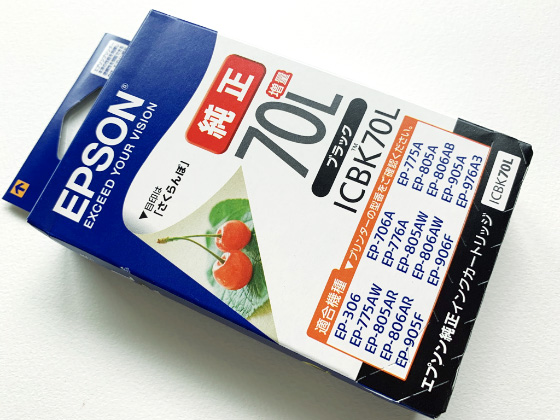 EPSON®
EXCEED YOUR VISION
純正
増量
70L
ブラック
ICBK™70L
▼目印は
「さくらんぼ」
適合機種
▼プリンターの型番をご確認ください。
EP-306
EP-706A
EP-775A
EP-775AW
EP-776A
EP-805A
EP-805AR
EP-805AW
EP-806AB
EP-806AR
EP-806AW
EP-905A
EP-905F
EP-906F
EP-976A3
エプソン純正インクカートリッジ
ICBK70L